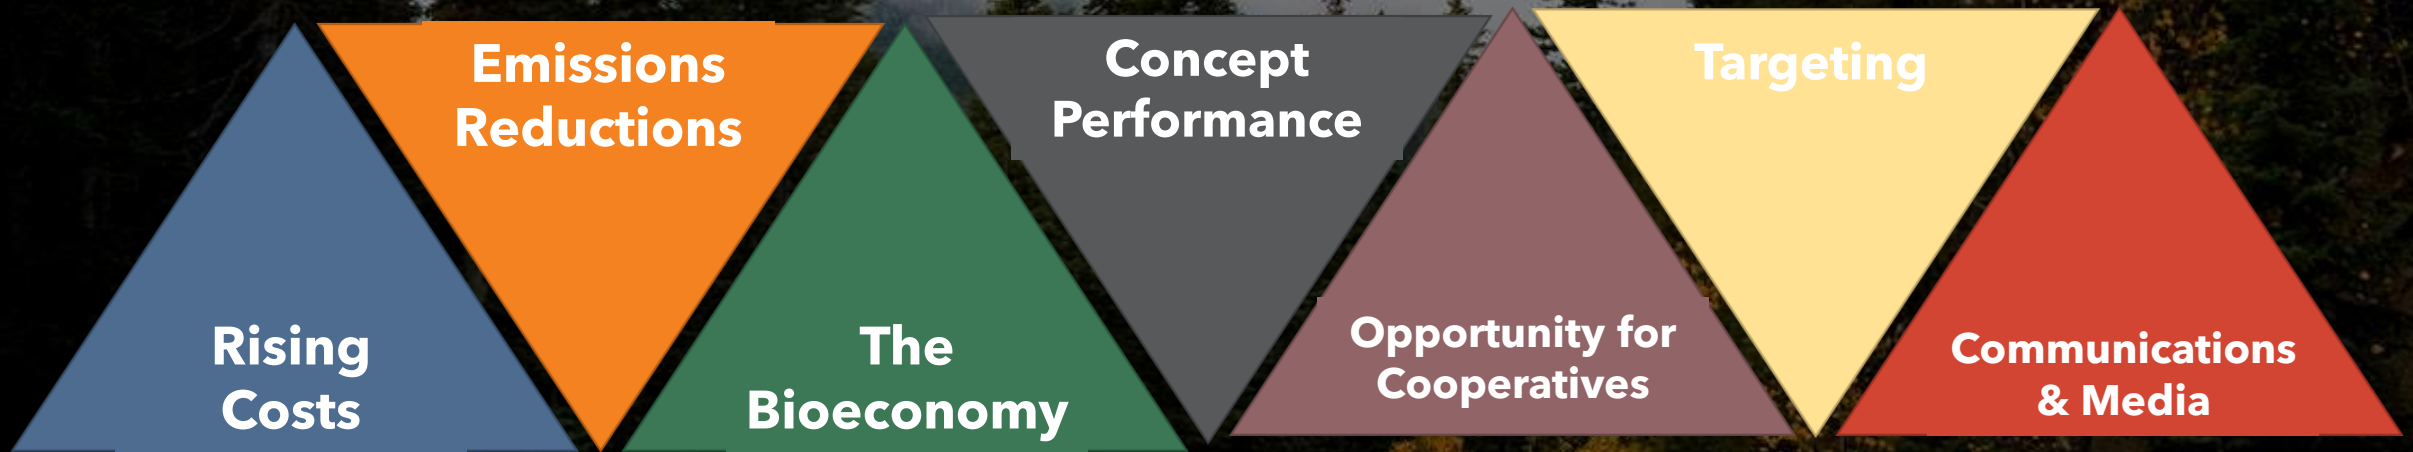 Rising
Costs
Emissions
Reductions
The
Bioeconomy
Concept
Performance
Opportunity for
Cooperatives
Targeting
Communications
& Media